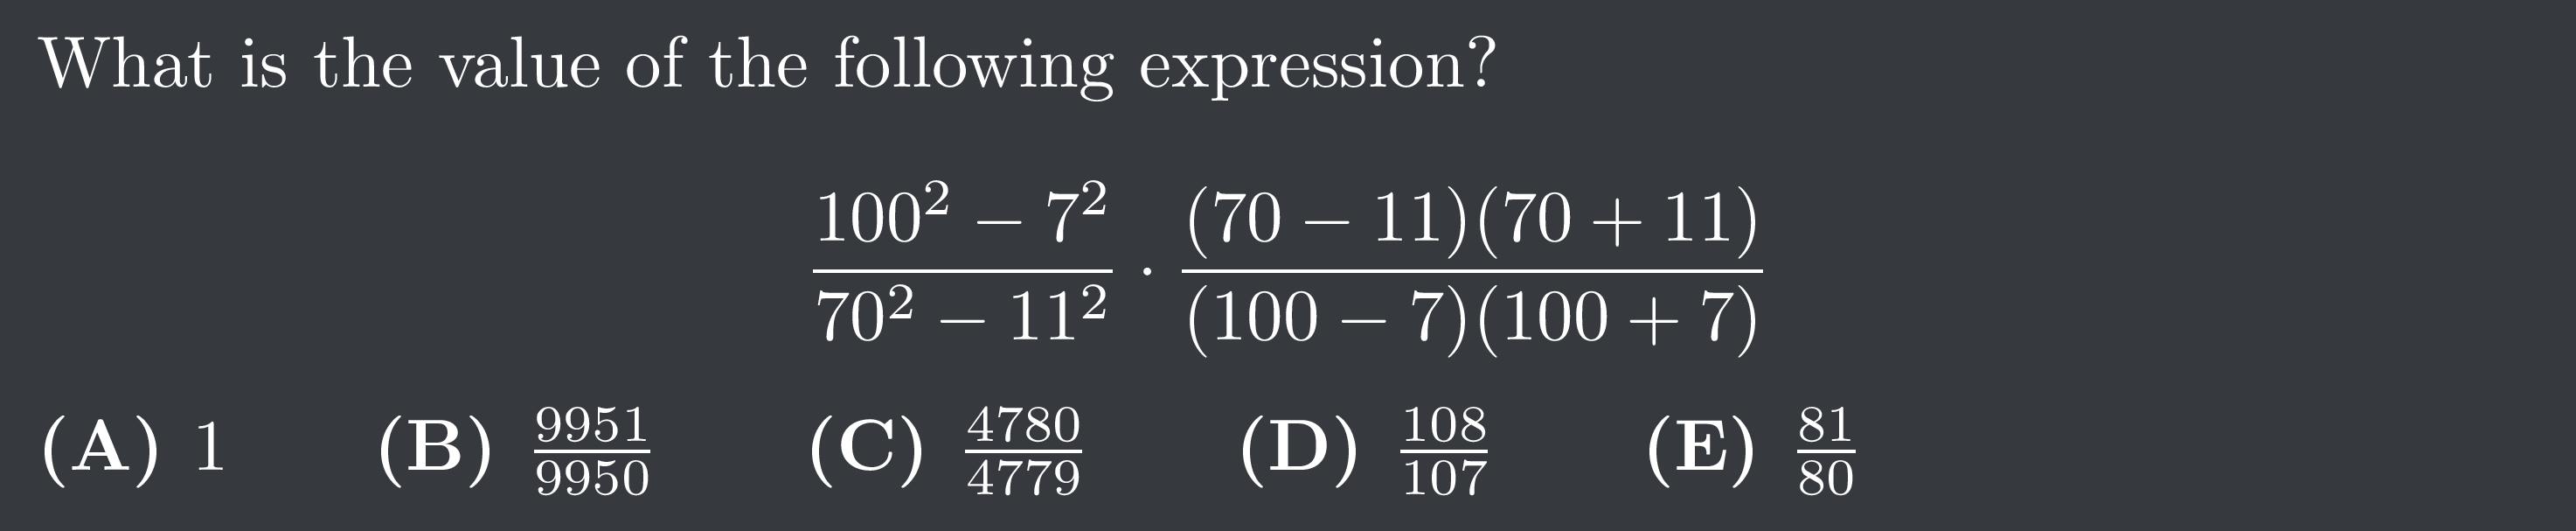 What is the value of the following expression?
\frac{100^2 - 7^2}{70^2 - 11^2} \cdot \frac{(70 - 11)(70 + 11)}{(100 - 7)(100 + 7)}
(A) 1 (B) \frac{9951}{9950} (C) \frac{4780}{4779} (D) \frac{108}{107} (E) \frac{81}{80}